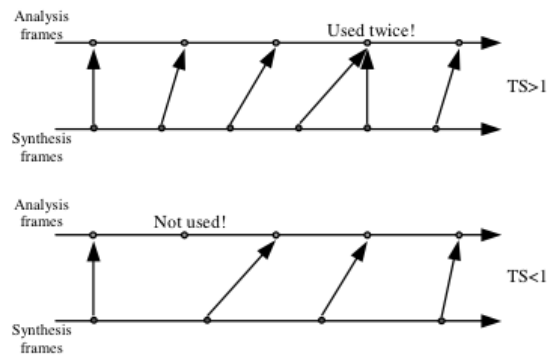 Analysis
frames
Used twice!
TS>1
Synthesis
frames
Analysis
frames
Not used!
TS<1
Synthesis
frames